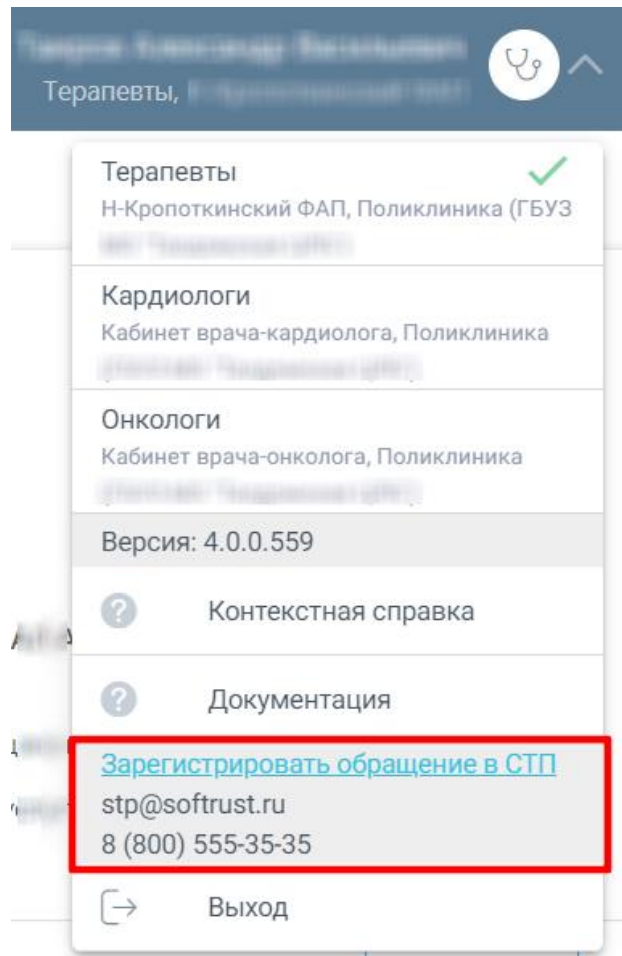 Терапевты,
Терапевты
Н-Кропоткинский ФАП, Поликлиника (ГБУЗ
Кардиологи
Кабинет врача-кардиолога, Поликлиника
Онкологи
Кабинет врача-онколога, Поликлиника
Версия: 4.0.0.559
Контекстная справка
Документация
Зарегистрировать обращение в СТП
stp@softrust.ru
8 (800) 555-35-35
Выход